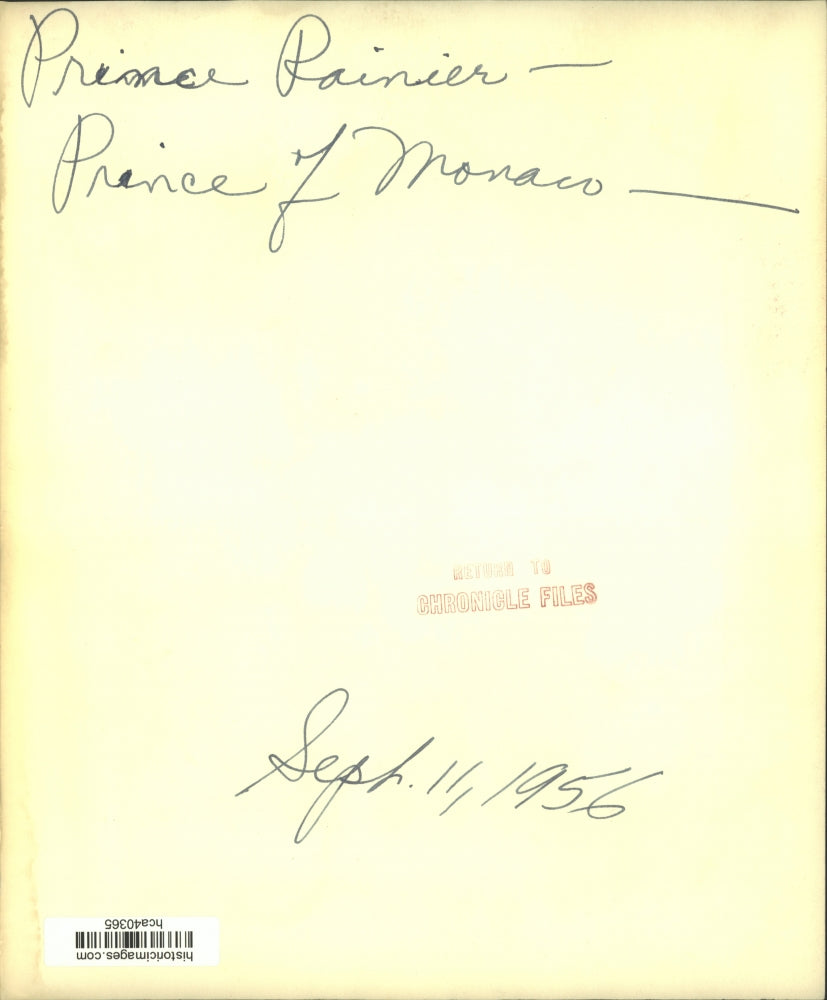 Prince Rainier —
Prince of Monaco —
RETURN TO
CHRONICLE FILES
Sept. 11, 1956
historicimages.com
hca40365